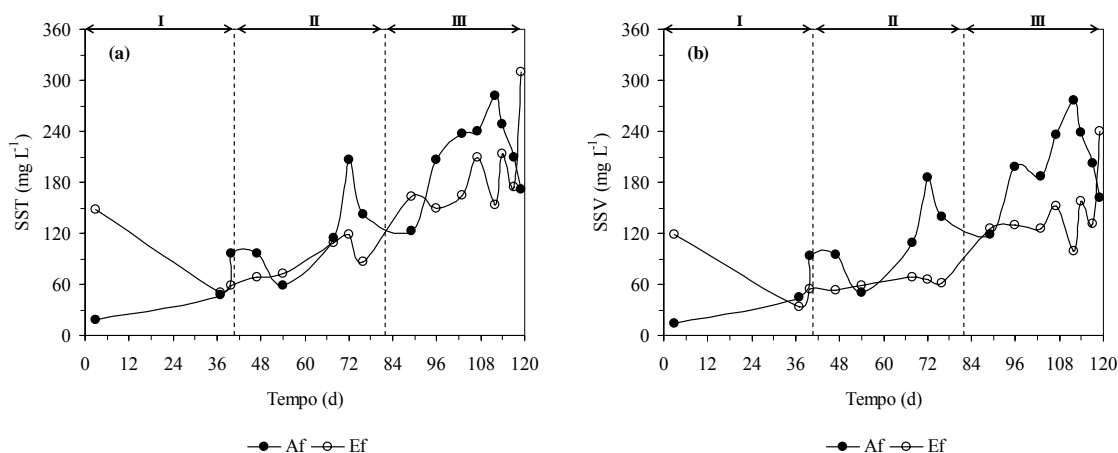 I II III
(a)
360
300
240
180
120
60
0
SST (mg L⁻¹)
0 12 24 36 48 60 72 84 96 108 120
Tempo (d)
Af Ef
I II III
(b)
360
300
240
180
120
60
0
SSV (mg L⁻¹)
0 12 24 36 48 60 72 84 96 108 120
Tempo (d)
Af Ef